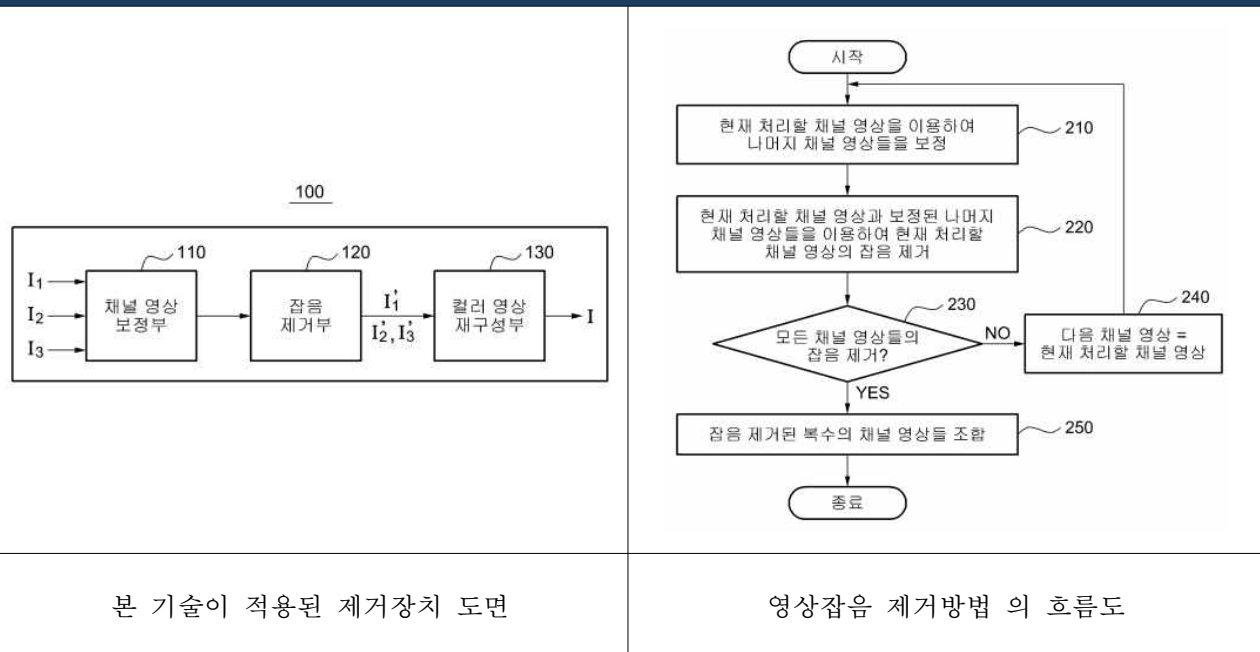 100
110
120
130
I₁
I₂
I₃
채널 영상
보정부
잡음
제거부
I₁'
I₂', I₃'
컬러 영상
재구성부
I
본 기술이 적용된 제거장치 도면
시작
현재 처리할 채널 영상을 이용하여
나머지 채널 영상들을 보정
210
현재 처리할 채널 영상과 보정된 나머지
채널 영상들을 이용하여 현재 처리할
채널 영상의 잡음 제거
220
230
모든 채널 영상들의
잡음 제거?
NO
240
다음 채널 영상 =
현재 처리할 채널 영상
YES
잡음 제거된 복수의 채널 영상들 조합
250
종료
영상잡음 제거방법 의 흐름도